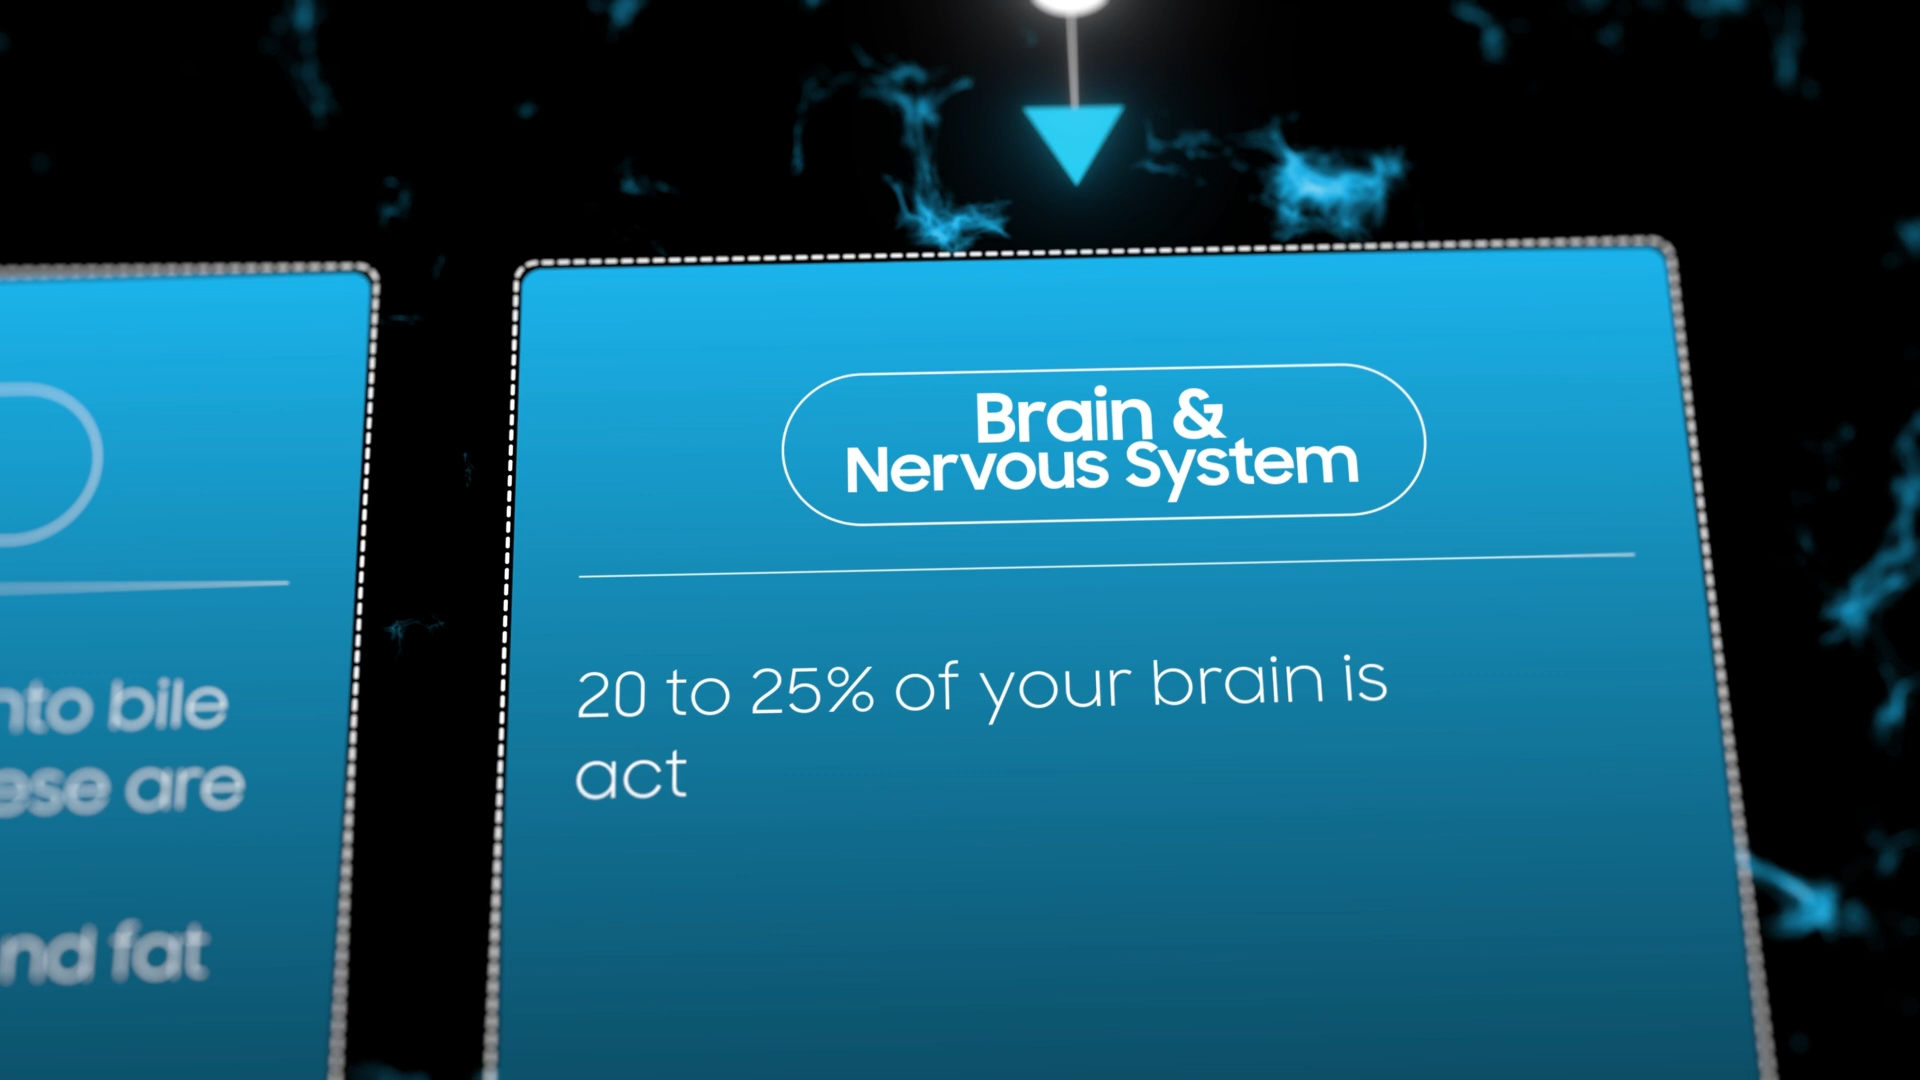 nto bile
ese are
nd fat
Brain &
Nervous System
20 to 25% of your brain is
act